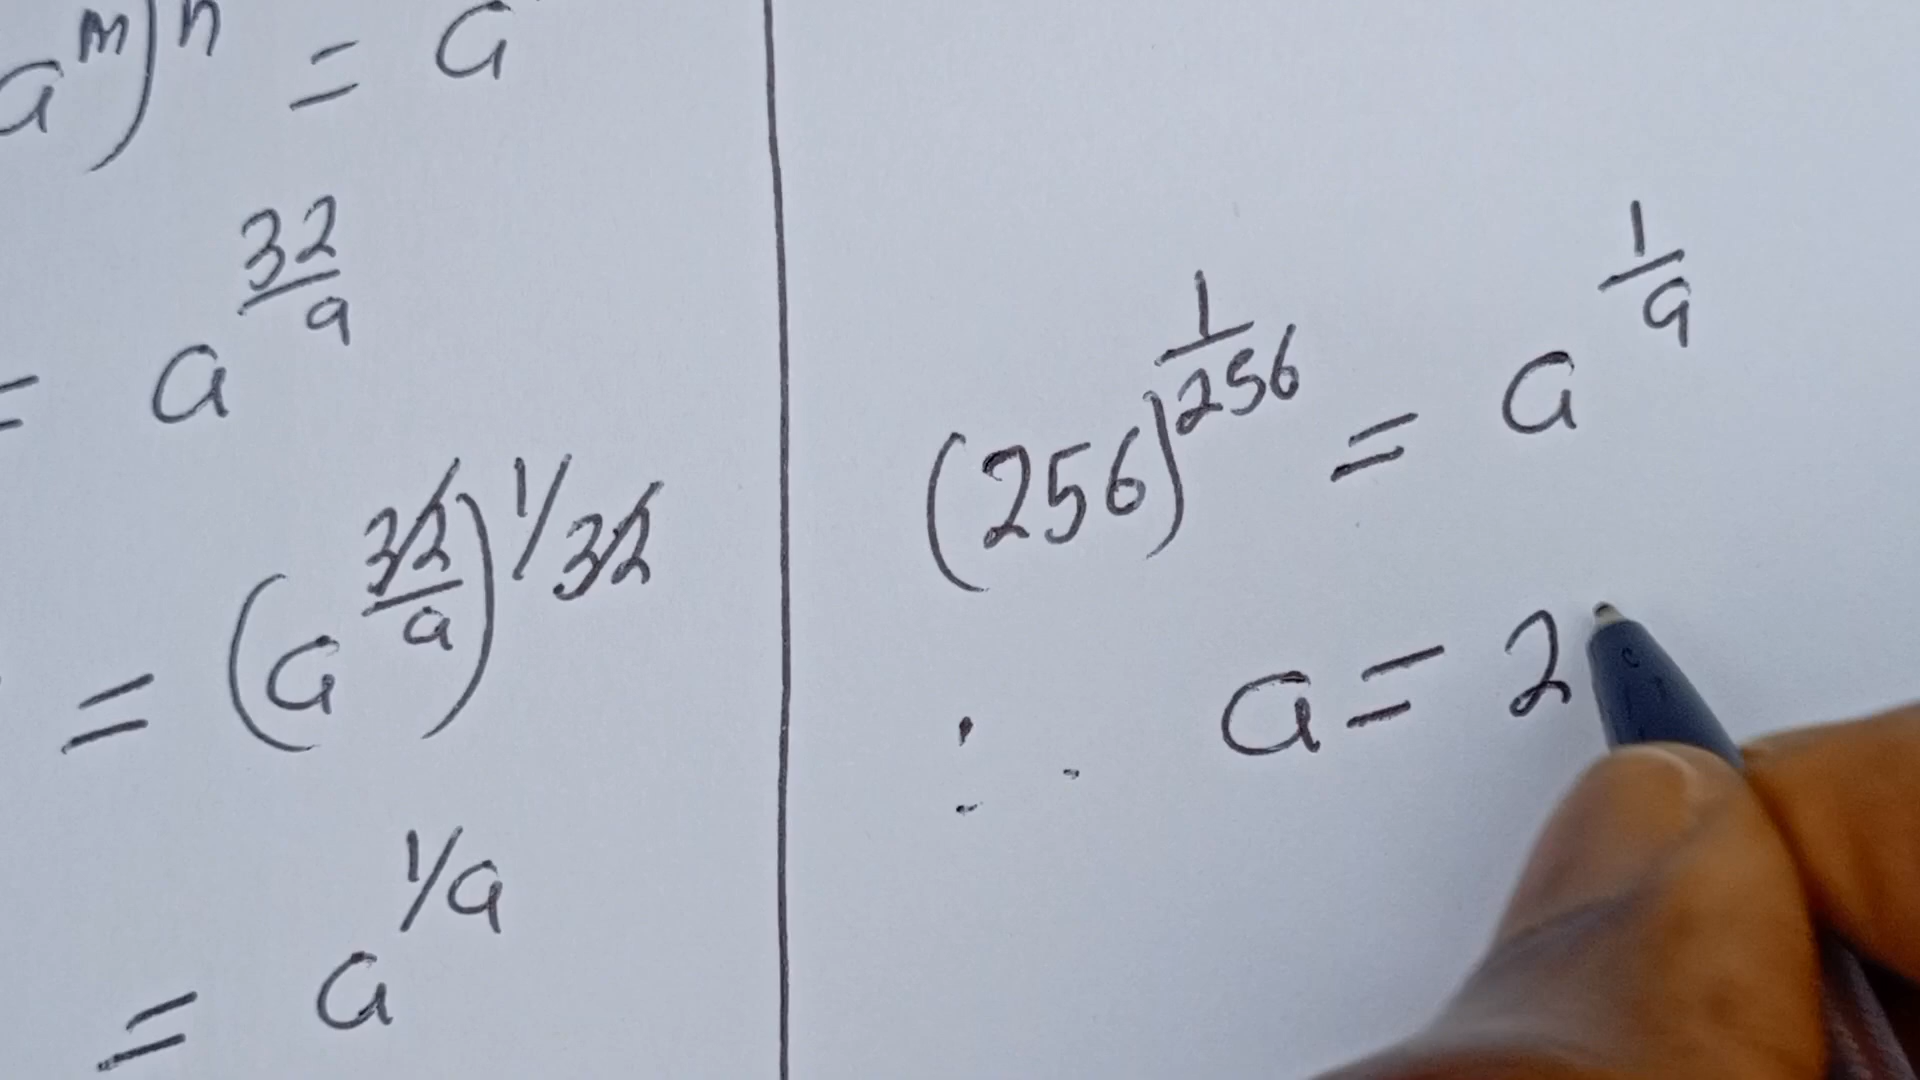 a^m)^n = a
= a^(32/a)
= (a^(32/a))^(1/32)
= a^(1/a)
(256)^(1/256) = a^(1/a)
∴ a = 2